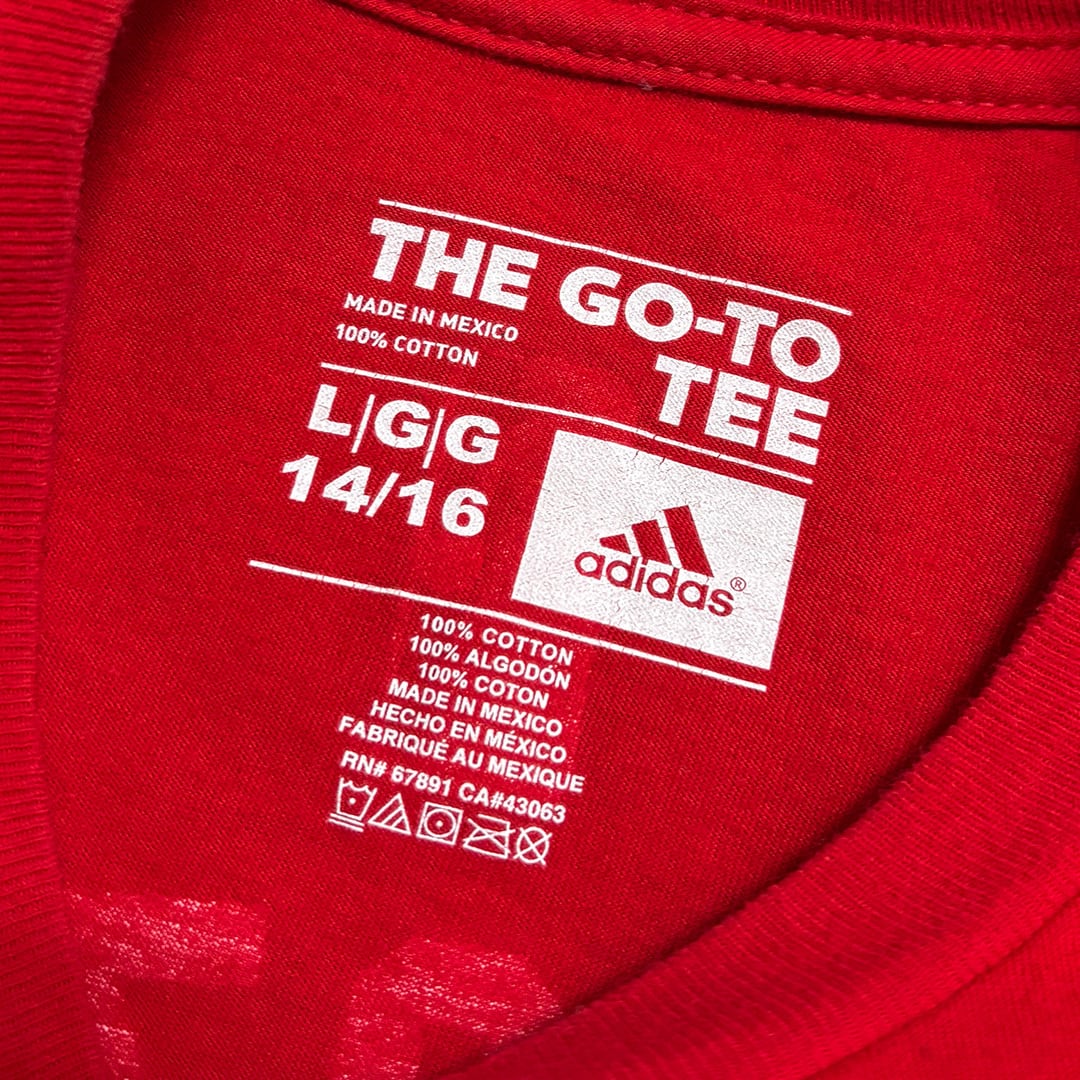 THE GO-TO
TEE
MADE IN MEXICO
100% COTTON
L|G|G
14/16
adidas®
100% COTTON
100% ALGODÓN
100% COTON
MADE IN MEXICO
HECHO EN MÉXICO
FABRIQUÉ AU MEXIQUE
RN# 67891 CA#43063